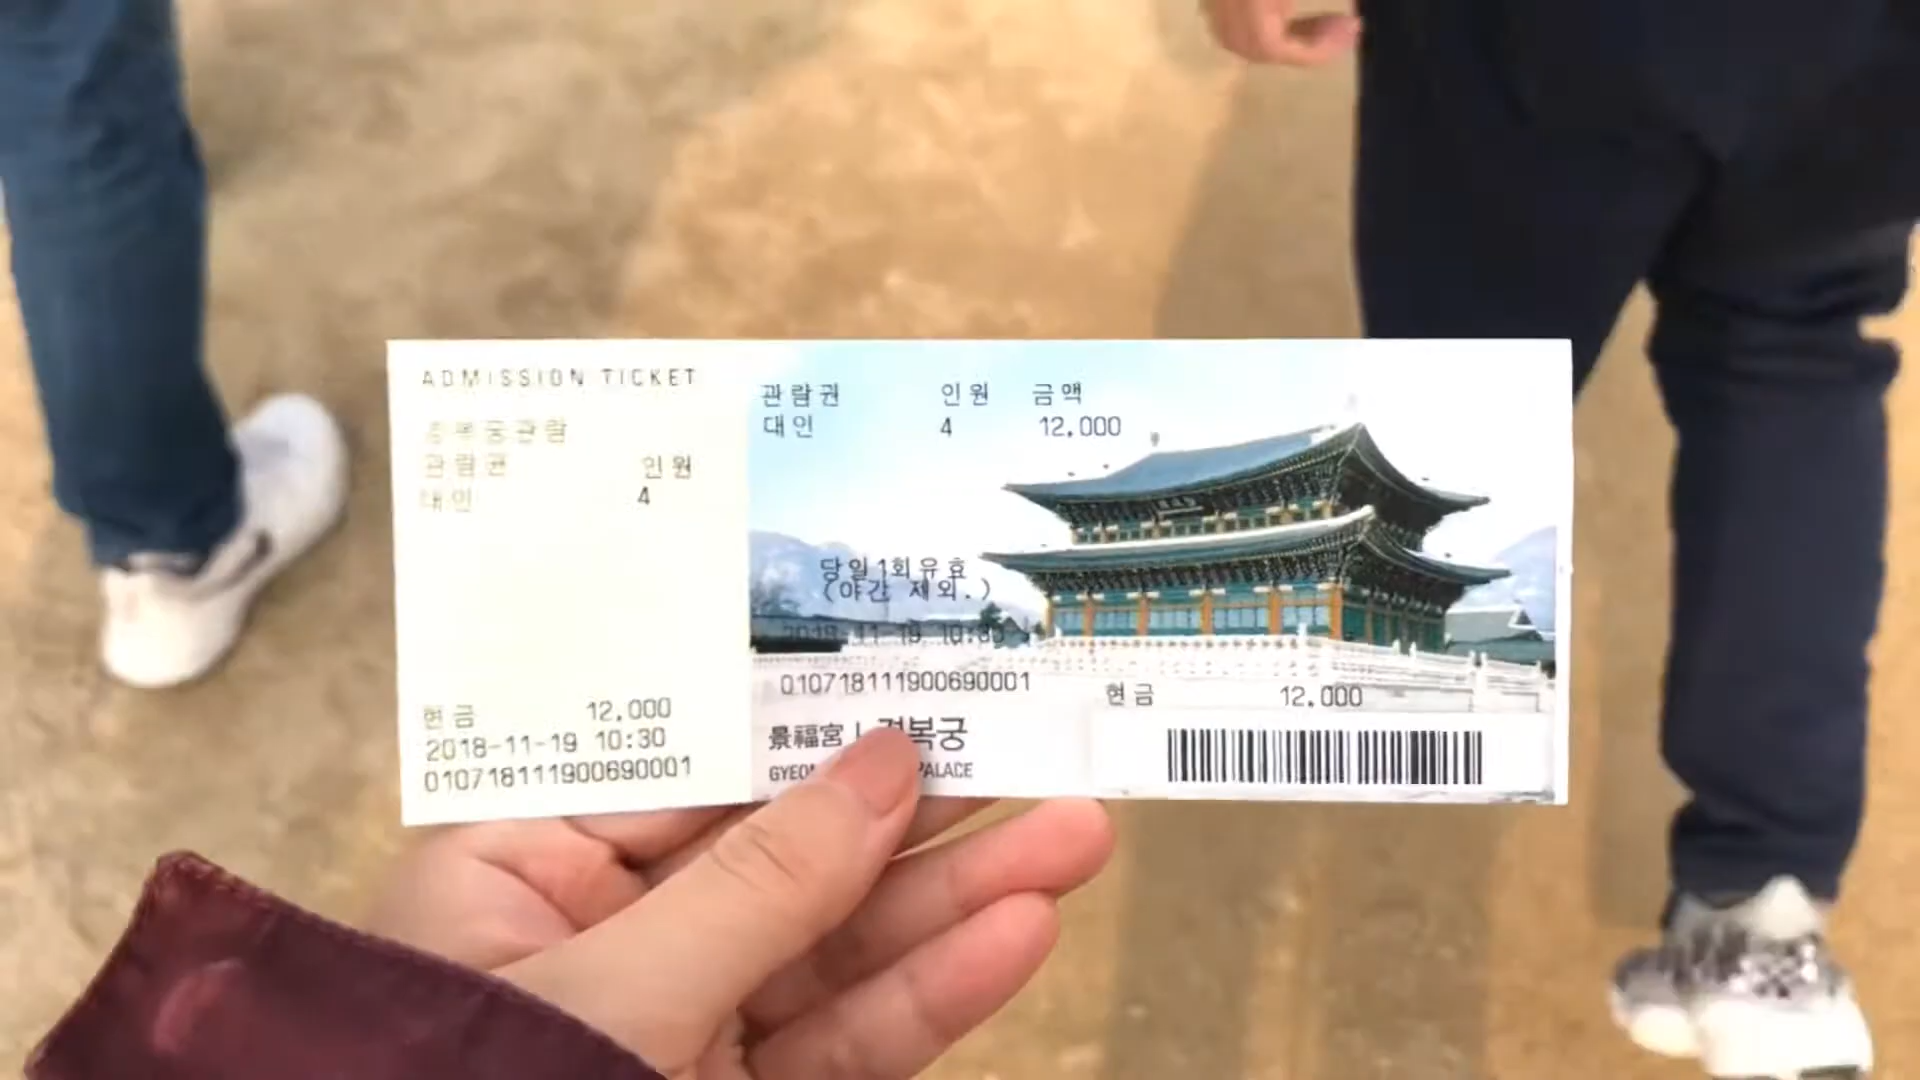 ADMISSION TICKET
경복궁관람
관람권 인원
대인 4
현금 12,000
2018-11-19 10:30
010718111900690001
관람권 인원 금액
대인 4 12,000
당일1회유효
(야간 제외.)
010718111900690001
현금 12,000
景福宮 복궁
PALACE